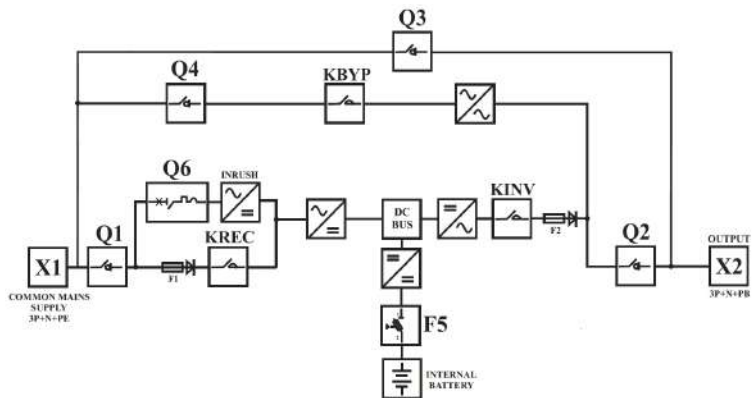 Q3
Q4
KBYP
Q6
INRUSH
KINV
DC
BUS
Q1
KREC
F2
Q2
OUTPUT
X1
F1
X2
COMMON MAINS
SUPPLY
3P+N+PE
3P+N+PB
F5
INTERNAL
BATTERY